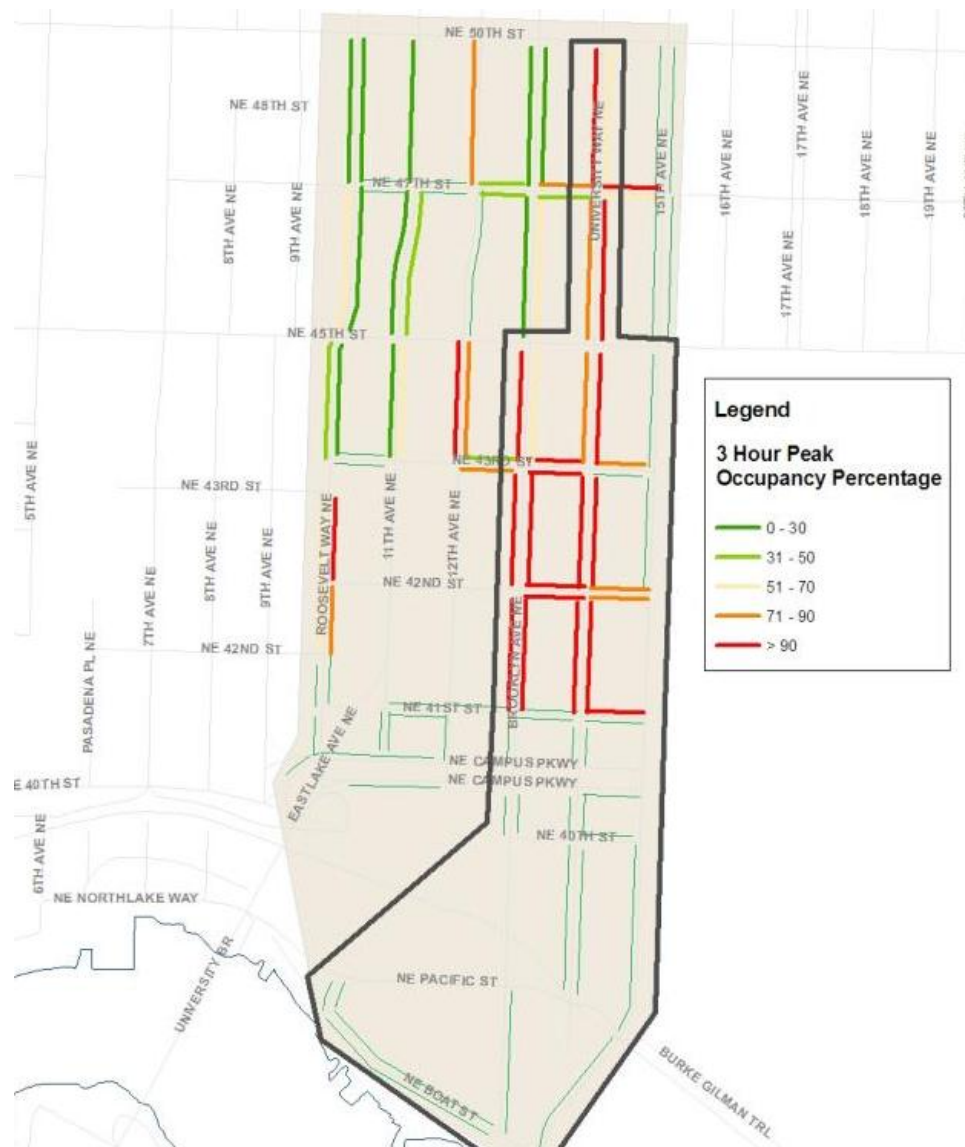 NE 50TH ST
NE 48TH ST
NE 47TH ST
8TH AVE NE
9TH AVE NE
UNIVERSITY WAY NE
15TH AVE NE
16TH AVE NE
17TH AVE NE
17TH AVE NE
18TH AVE NE
19TH AVE NE
NE 45TH ST
Legend
3 Hour Peak
Occupancy Percentage
0 - 30
31 - 50
51 - 70
71 - 90
> 90
5TH AVE NE
NE 43RD ST
NE 43RD ST
ROOSEVELT WAY NE
11TH AVE NE
12TH AVE NE
7TH AVE NE
8TH AVE NE
9TH AVE NE
NE 42ND ST
NE 42ND ST
BROOKLYN AVE NE
PASADENA PL NE
NE 41ST ST
EASTLAKE AVE NE
NE CAMPUS PKWY
NE CAMPUS PKWY
E 40TH ST
NE 40TH ST
6TH AVE NE
NE NORTHLAKE WAY
UNIVERSITY BR
NE PACIFIC ST
NE BOAT ST
BURKE GILMAN TRL